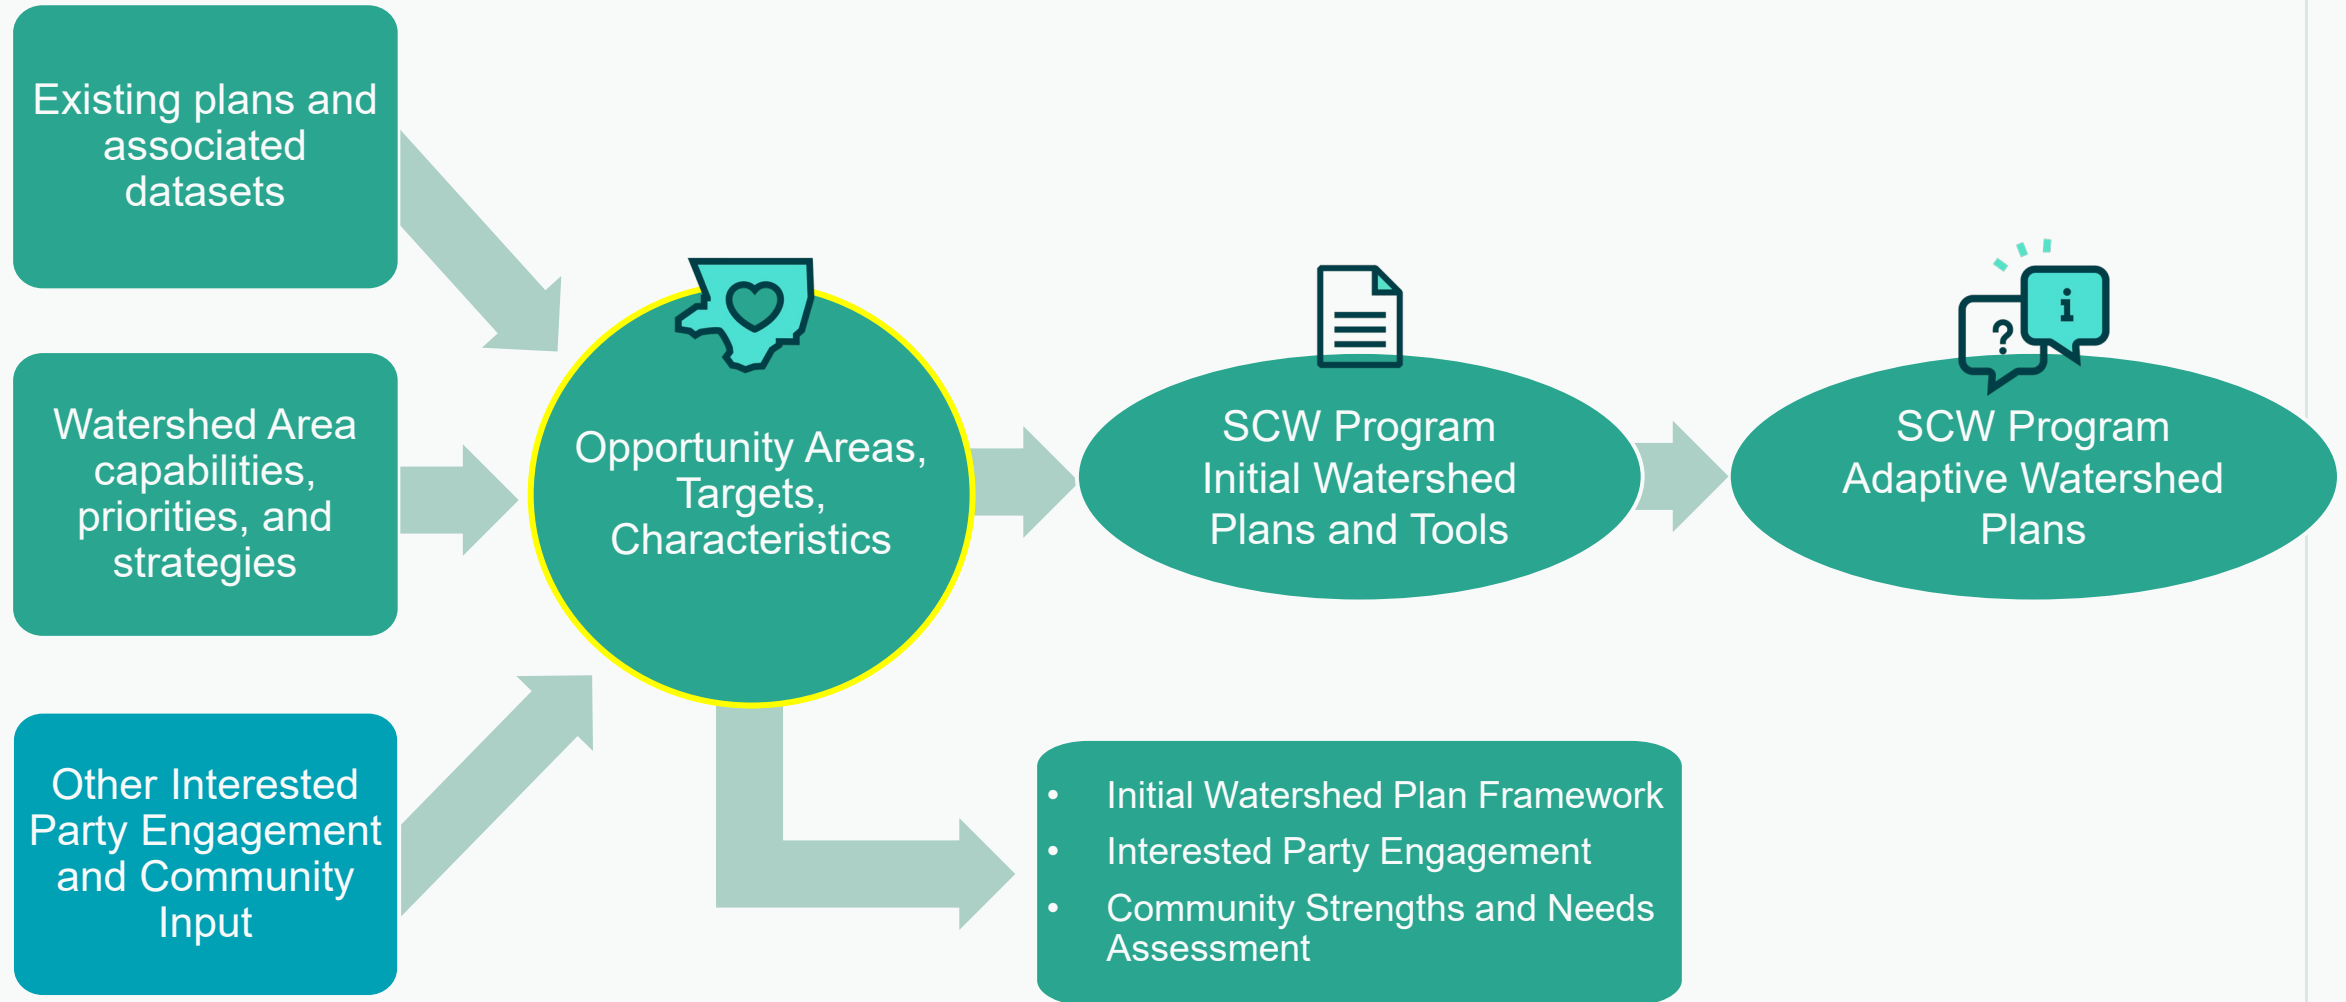 Existing plans and
associated
datasets
Watershed Area
capabilities,
priorities, and
strategies
Other Interested
Party Engagement
and Community
Input
Opportunity Areas,
Targets,
Characteristics
SCW Program
Initial Watershed
Plans and Tools
?
i
SCW Program
Adaptive Watershed
Plans
• Initial Watershed Plan Framework
• Interested Party Engagement
• Community Strengths and Needs
Assessment